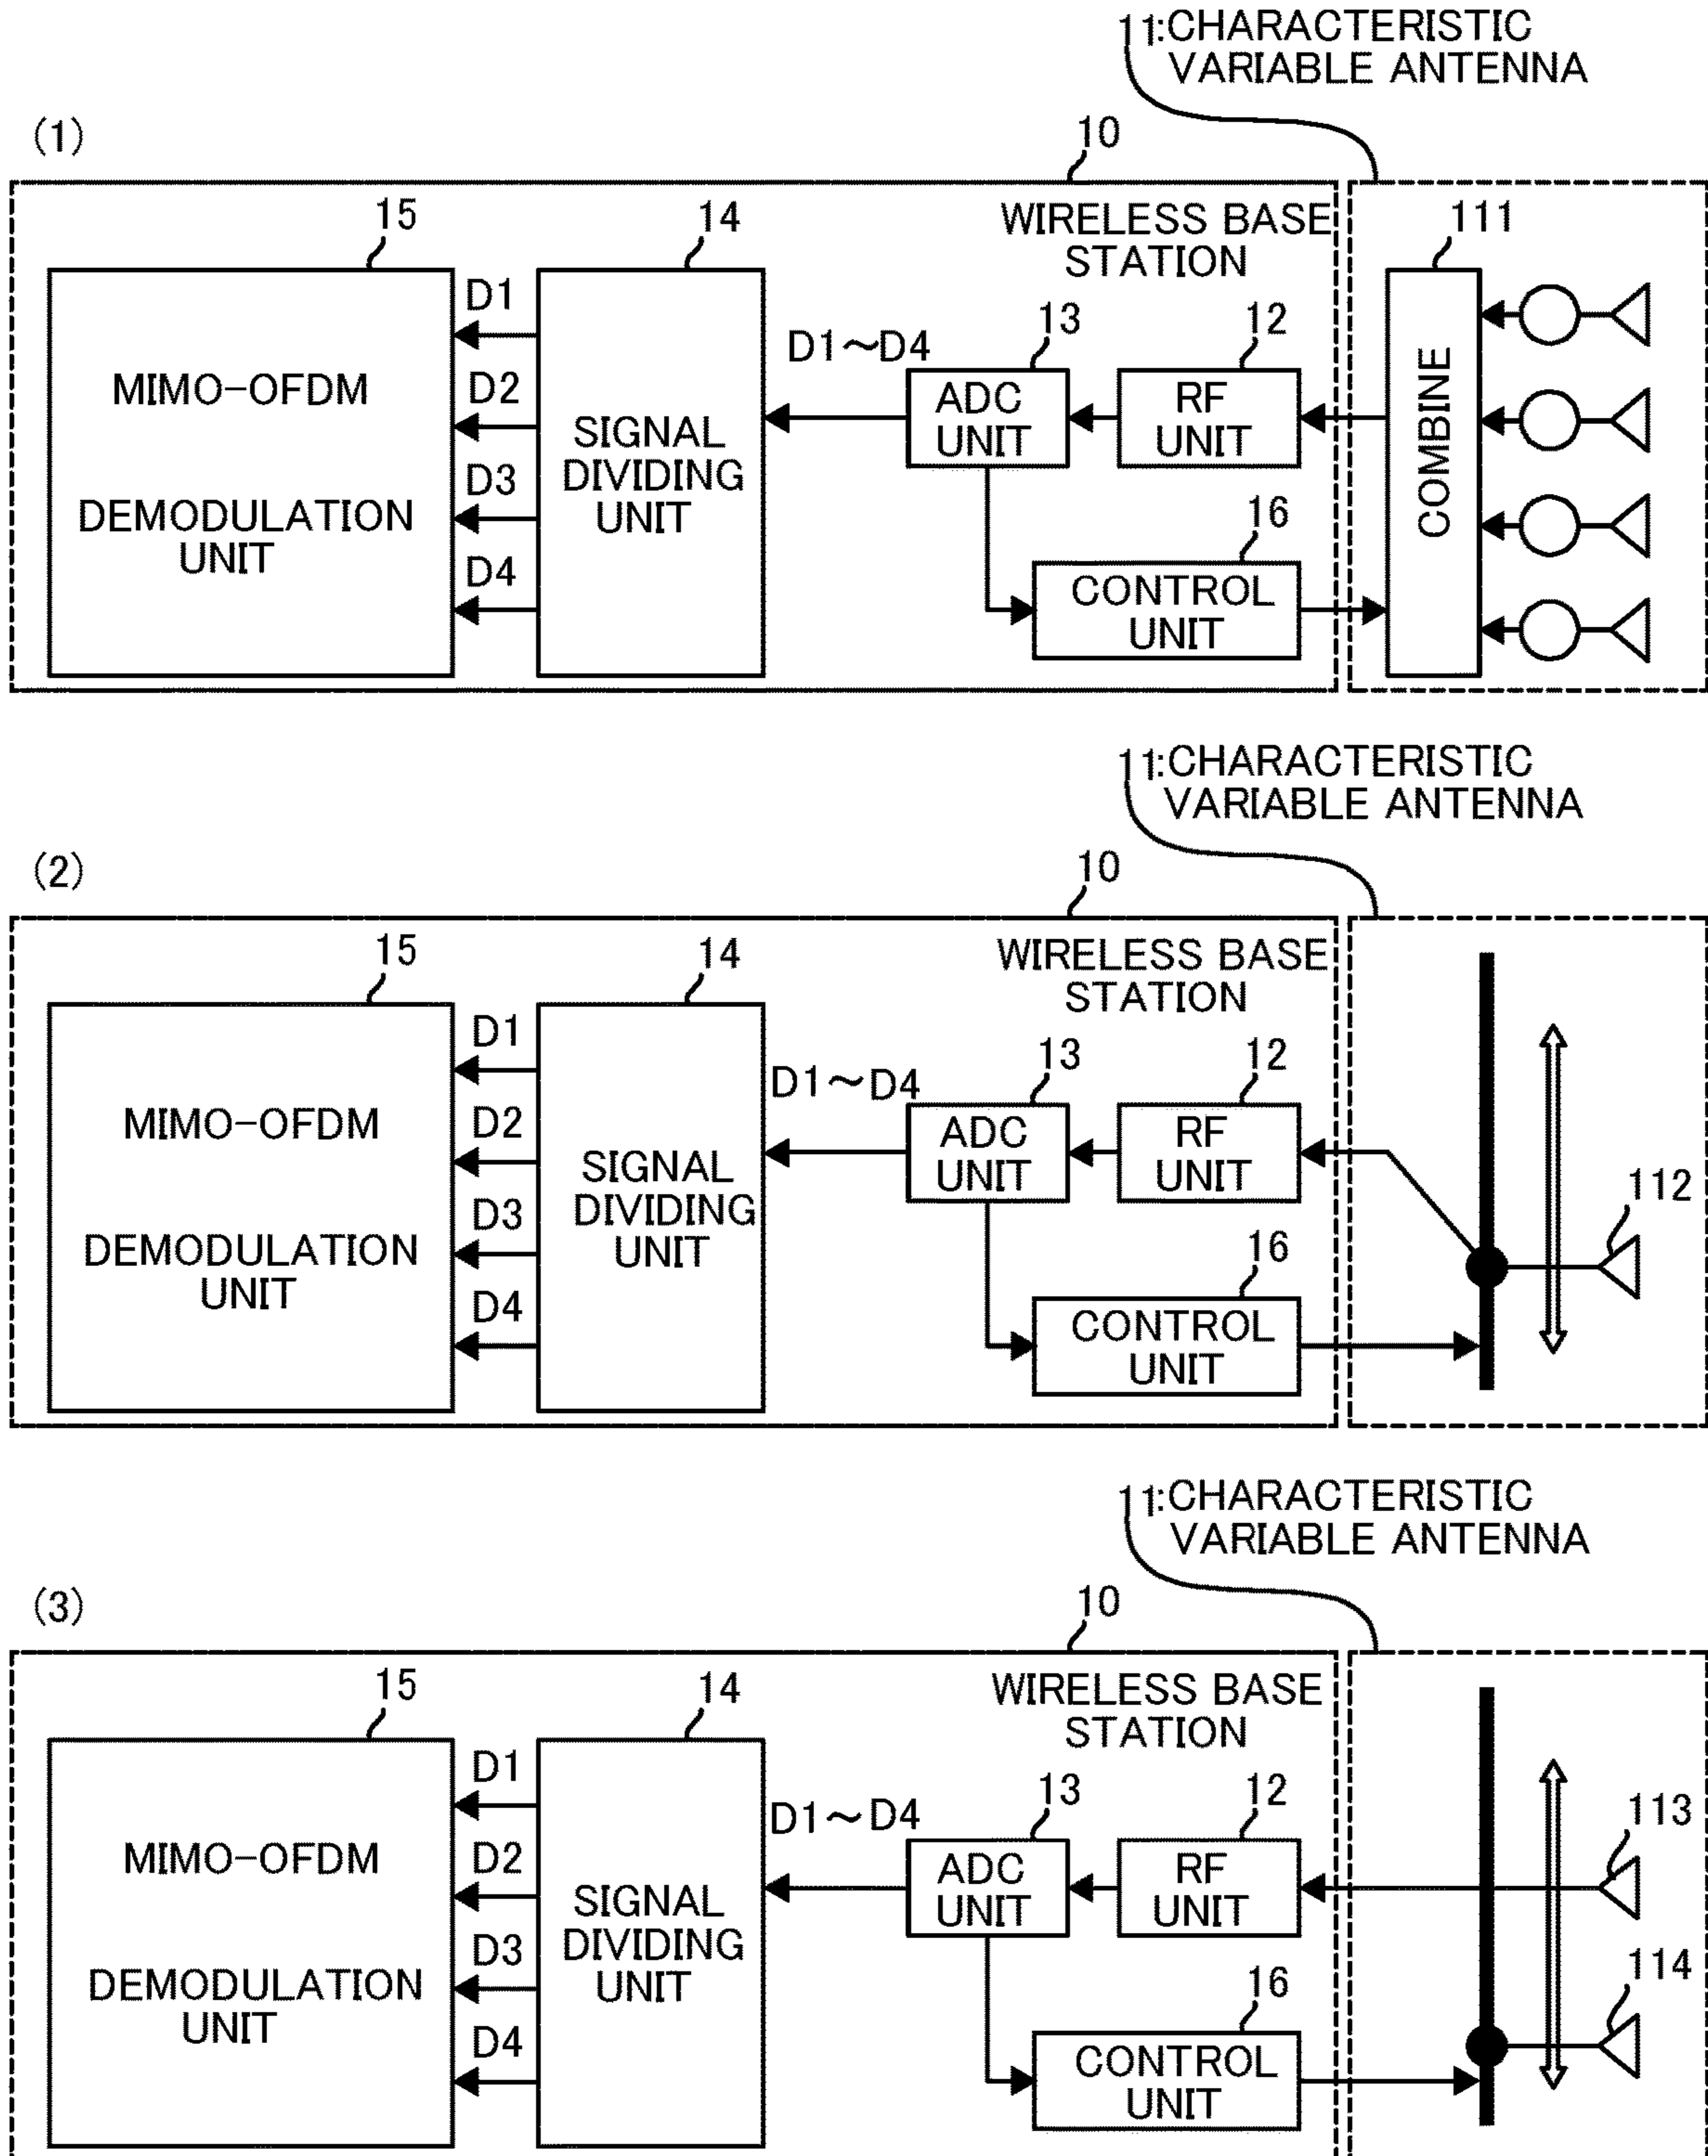 11:CHARACTERISTIC
VARIABLE ANTENNA
(1)
10
15
14
WIRELESS BASE
STATION
111
D1
D2
D3
D4
MIMO-OFDM
DEMODULATION
UNIT
SIGNAL
DIVIDING
UNIT
D1~D4
13
ADC
UNIT
12
RF
UNIT
16
CONTROL
UNIT
COMBINE
11:CHARACTERISTIC
VARIABLE ANTENNA
(2)
10
15
14
WIRELESS BASE
STATION
D1
D2
D3
D4
MIMO-OFDM
DEMODULATION
UNIT
SIGNAL
DIVIDING
UNIT
D1~D4
13
ADC
UNIT
12
RF
UNIT
16
CONTROL
UNIT
112
11:CHARACTERISTIC
VARIABLE ANTENNA
(3)
10
15
14
WIRELESS BASE
STATION
D1
D2
D3
D4
MIMO-OFDM
DEMODULATION
UNIT
SIGNAL
DIVIDING
UNIT
D1~D4
13
ADC
UNIT
12
RF
UNIT
16
CONTROL
UNIT
113
114